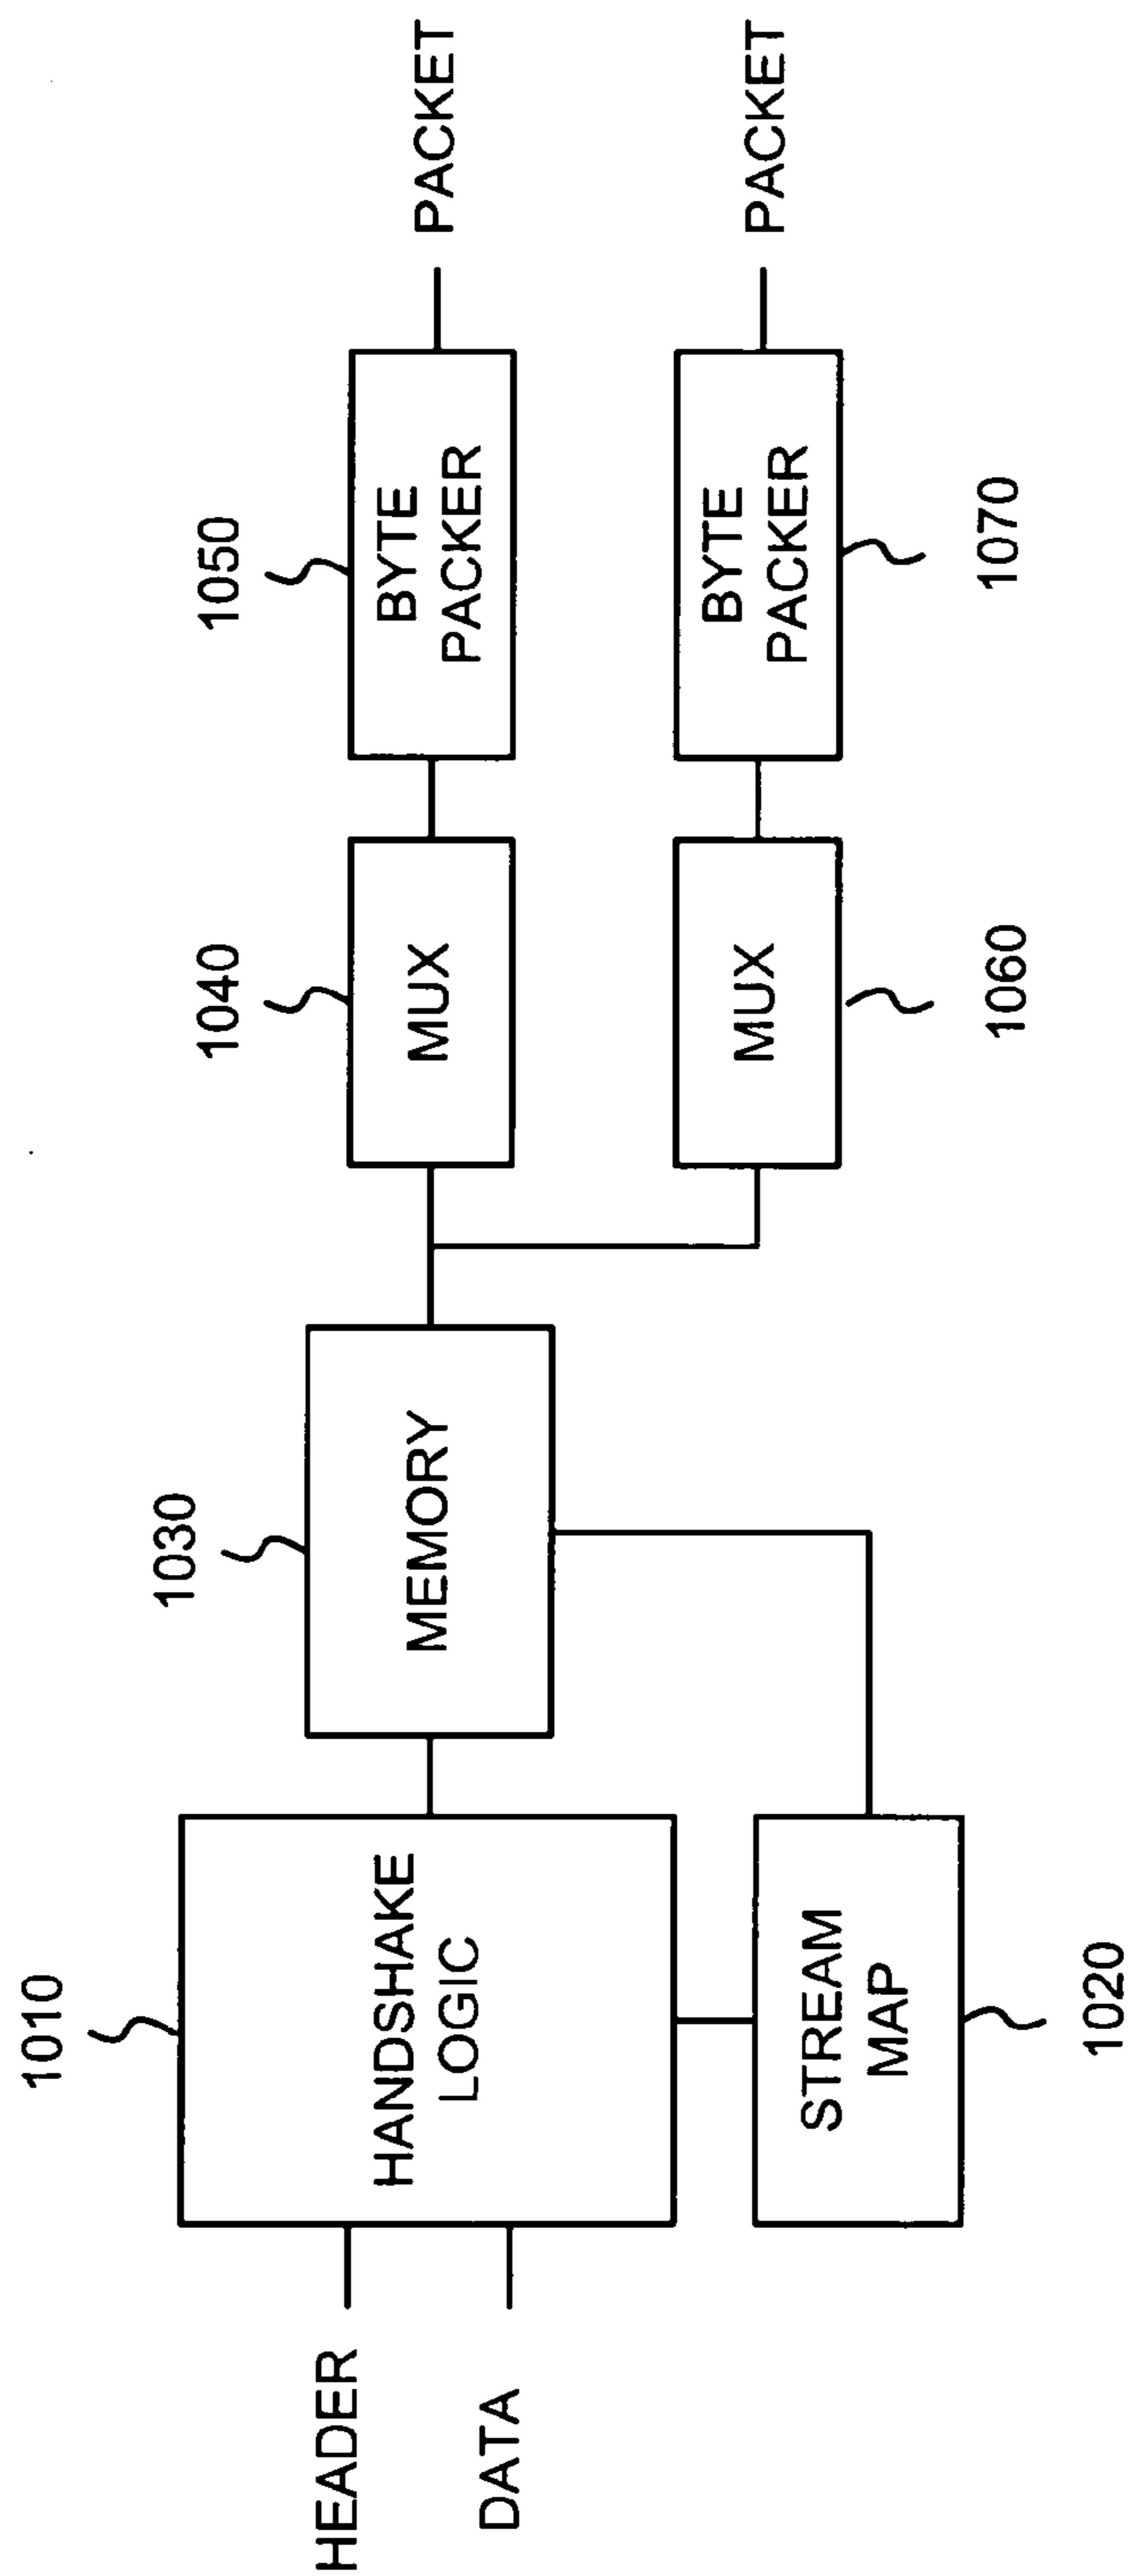 1010
HANDSHAKE
LOGIC
HEADER
DATA
STREAM
MAP
1020
1030
MEMORY
1040
MUX
1050
BYTE
PACKER
PACKET
MUX
1060
BYTE
PACKER
1070
PACKET